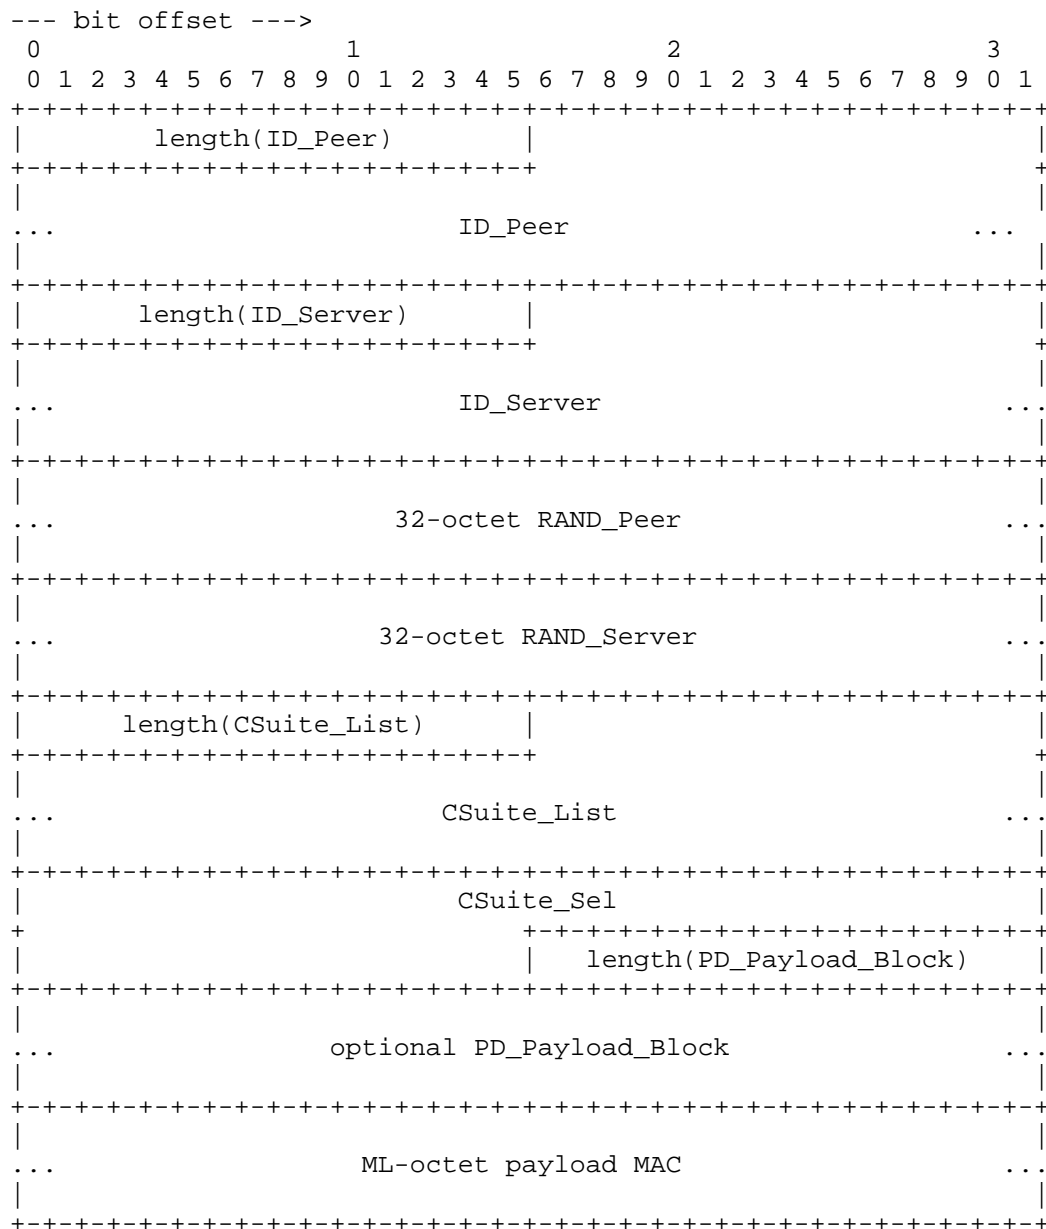 --- bit offset --->
 0                   1                   2                   3
 0 1 2 3 4 5 6 7 8 9 0 1 2 3 4 5 6 7 8 9 0 1 2 3 4 5 6 7 8 9 0 1
+-+-+-+-+-+-+-+-+-+-+-+-+-+-+-+-+-+-+-+-+-+-+-+-+-+-+-+-+-+-+-+-+
|        length(ID_Peer)        |                               |
+-+-+-+-+-+-+-+-+-+-+-+-+-+-+-+-+                               +
|                                                               |
...                         ID_Peer                         ...
|                                                               |
+-+-+-+-+-+-+-+-+-+-+-+-+-+-+-+-+-+-+-+-+-+-+-+-+-+-+-+-+-+-+-+-+
|       length(ID_Server)       |                               |
+-+-+-+-+-+-+-+-+-+-+-+-+-+-+-+-+                               +
|                                                               |
...                         ID_Server                         ...
|                                                               |
+-+-+-+-+-+-+-+-+-+-+-+-+-+-+-+-+-+-+-+-+-+-+-+-+-+-+-+-+-+-+-+-+
|                                                               |
...                     32-octet RAND_Peer                    ...
|                                                               |
+-+-+-+-+-+-+-+-+-+-+-+-+-+-+-+-+-+-+-+-+-+-+-+-+-+-+-+-+-+-+-+-+
|                                                               |
...                    32-octet RAND_Server                   ...
|                                                               |
+-+-+-+-+-+-+-+-+-+-+-+-+-+-+-+-+-+-+-+-+-+-+-+-+-+-+-+-+-+-+-+-+
|      length(CSuite_List)      |                               |
+-+-+-+-+-+-+-+-+-+-+-+-+-+-+-+-+                               +
|                                                               |
...                        CSuite_List                        ...
|                                                               |
+-+-+-+-+-+-+-+-+-+-+-+-+-+-+-+-+-+-+-+-+-+-+-+-+-+-+-+-+-+-+-+-+
|                           CSuite_Sel                          |
+                               +-+-+-+-+-+-+-+-+-+-+-+-+-+-+-+-+
|                               |   length(PD_Payload_Block)    |
+-+-+-+-+-+-+-+-+-+-+-+-+-+-+-+-+-+-+-+-+-+-+-+-+-+-+-+-+-+-+-+-+
|                                                               |
...                 optional PD_Payload_Block                 ...
|                                                               |
+-+-+-+-+-+-+-+-+-+-+-+-+-+-+-+-+-+-+-+-+-+-+-+-+-+-+-+-+-+-+-+-+
|                                                               |
...                   ML-octet payload MAC                    ...
|                                                               |
+-+-+-+-+-+-+-+-+-+-+-+-+-+-+-+-+-+-+-+-+-+-+-+-+-+-+-+-+-+-+-+-+